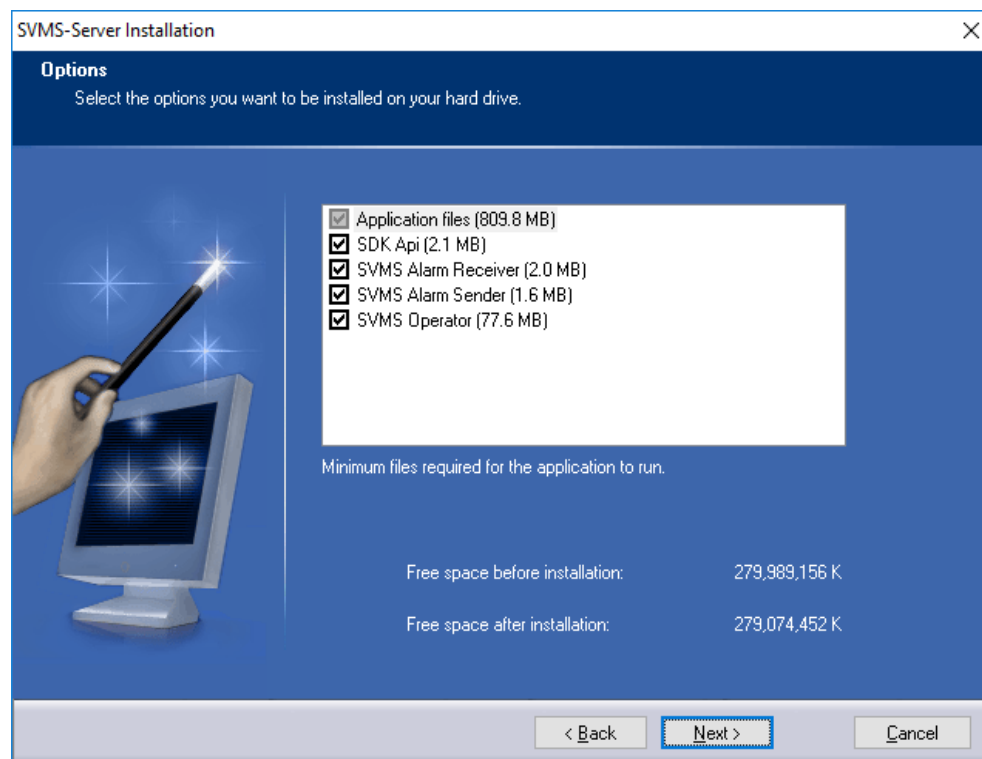 SVMS-Server Installation
Options
Select the options you want to be installed on your hard drive.
Application files (809.8 MB)
SDK Api (2.1 MB)
SVMS Alarm Receiver (2.0 MB)
SVMS Alarm Sender (1.6 MB)
SVMS Operator (77.6 MB)
Minimum files required for the application to run.
Free space before installation: 279,989,156 K
Free space after installation: 279,074,452 K
< Back Next > Cancel